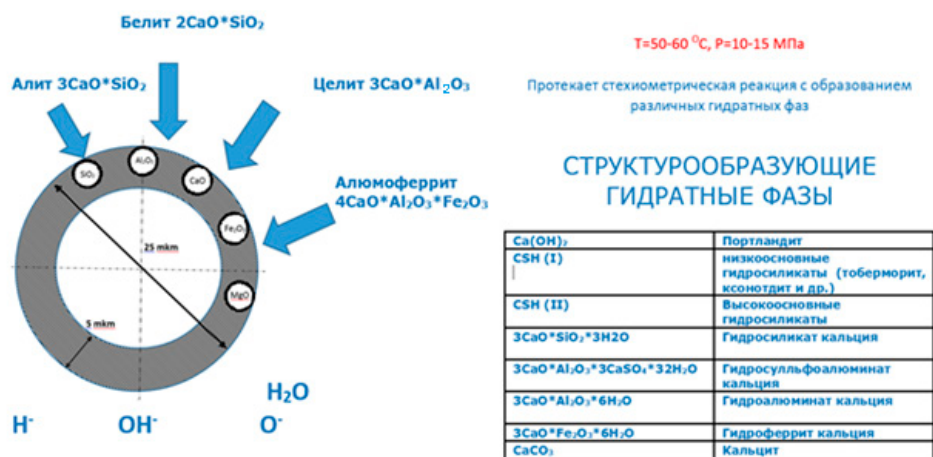 Белит 2CaO*SiO₂
Алит 3CaO*SiO₂
Целит 3CaO*Al₂O₃
Алюмоферрит
4CaO*Al₂O₃*Fe₂O₃
SiO₂
Al₂O₃
CaO
Fe₂O₃
MgO
25 mkm
5 mkm
H₂O
H⁻
OH⁻
O⁻
T=50-60 ⁰C, P=10-15 МПа
Протекает стехиометрическая реакция с образованием
различных гидратных фаз
СТРУКТУРООБРАЗУЮЩИЕ
ГИДРАТНЫЕ ФАЗЫ
Ca(OH)₂
Портландит
CSH (I)
низкоосновные
гидросиликаты (тоберморит,
ксонотдит и др.)
CSH (II)
Высокоосновные
гидросиликаты
3CaO*SiO₂*3H2O
Гидросиликат кальция
3CaO*Al₂O₃*3CaSO₄*32H₂O
Гидросулльфоалюминат
кальция
3CaO*Al₂O₃*6H₂O
Гидроалюминат кальция
3CaO*Fe₂O₃*6H₂O
Гидроферрит кальция
CaCO₃
Кальцит